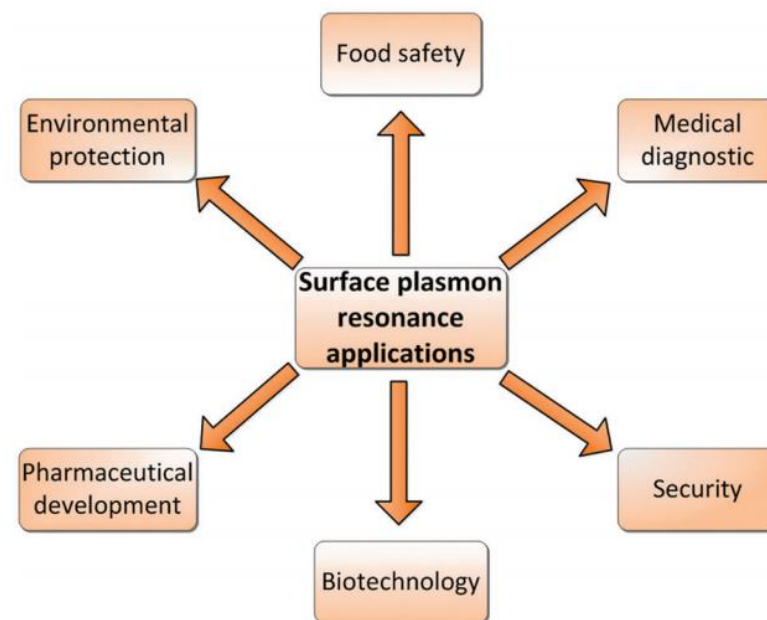 Food safety
Environmental
protection
Medical
diagnostic
Surface plasmon
resonance
applications
Pharmaceutical
development
Security
Biotechnology